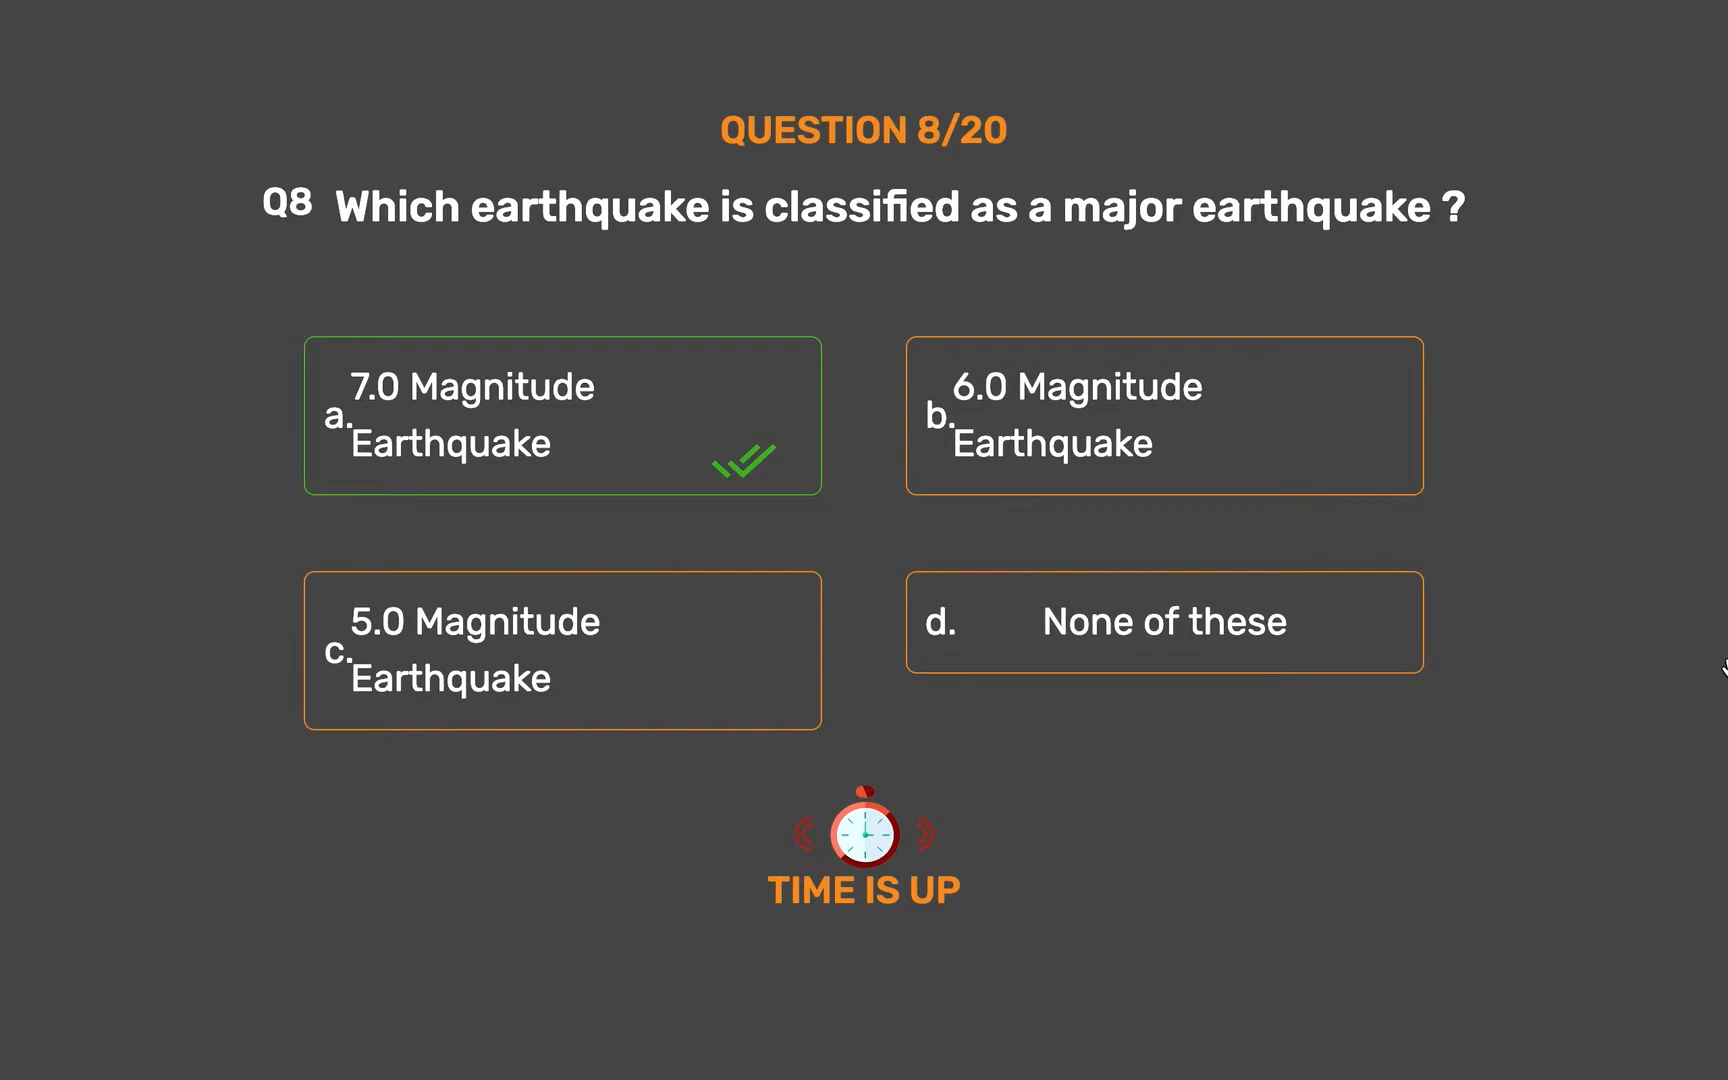 QUESTION 8/20
Q8 Which earthquake is classified as a major earthquake ?
a. 7.0 Magnitude
Earthquake
b. 6.0 Magnitude
Earthquake
c. 5.0 Magnitude
Earthquake
d. None of these
TIME IS UP